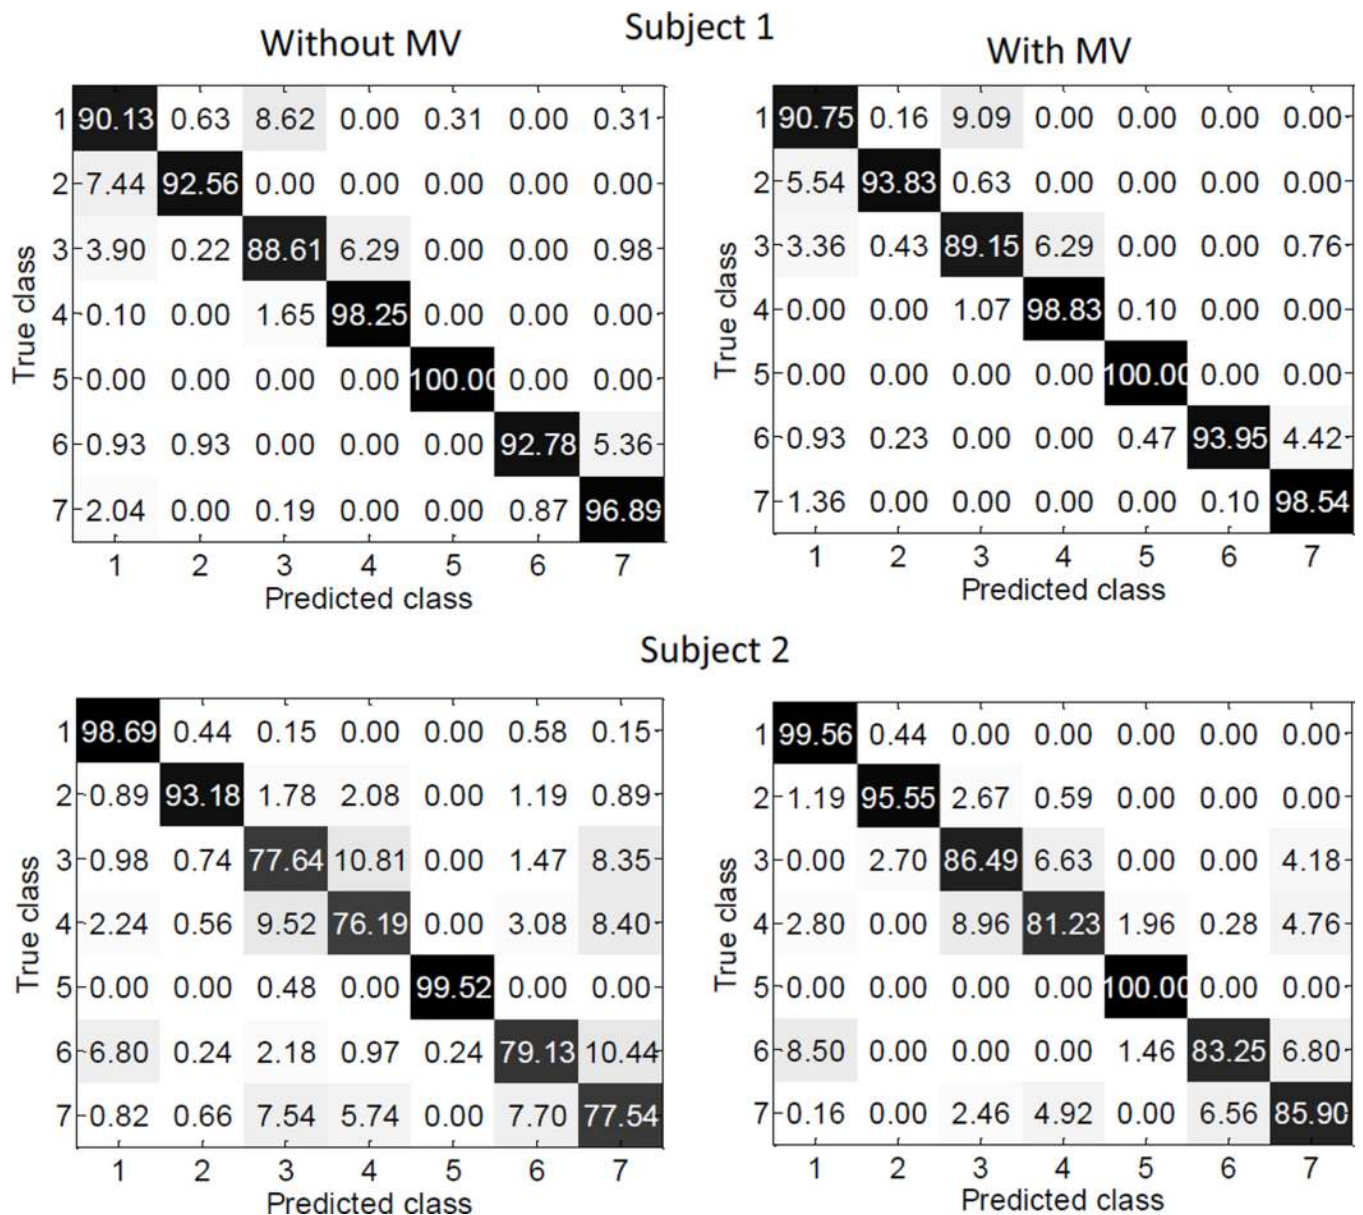 Subject 1
Without MV
With MV
True class
1 90.13 0.63 8.62 0.00 0.31 0.00 0.31
2 7.44 92.56 0.00 0.00 0.00 0.00 0.00
3 3.90 0.22 88.61 6.29 0.00 0.00 0.98
4 0.10 0.00 1.65 98.25 0.00 0.00 0.00
5 0.00 0.00 0.00 0.00 100.00 0.00 0.00
6 0.93 0.93 0.00 0.00 0.00 92.78 5.36
7 2.04 0.00 0.19 0.00 0.00 0.87 96.89
1 2 3 4 5 6 7
Predicted class
True class
1 90.75 0.16 9.09 0.00 0.00 0.00 0.00
2 5.54 93.83 0.63 0.00 0.00 0.00 0.00
3 3.36 0.43 89.15 6.29 0.00 0.00 0.76
4 0.00 0.00 1.07 98.83 0.10 0.00 0.00
5 0.00 0.00 0.00 0.00 100.00 0.00 0.00
6 0.93 0.23 0.00 0.00 0.47 93.95 4.42
7 1.36 0.00 0.00 0.00 0.00 0.10 98.54
1 2 3 4 5 6 7
Predicted class
Subject 2
True class
1 98.69 0.44 0.15 0.00 0.00 0.58 0.15
2 0.89 93.18 1.78 2.08 0.00 1.19 0.89
3 0.98 0.74 77.64 10.81 0.00 1.47 8.35
4 2.24 0.56 9.52 76.19 0.00 3.08 8.40
5 0.00 0.00 0.48 0.00 99.52 0.00 0.00
6 6.80 0.24 2.18 0.97 0.24 79.13 10.44
7 0.82 0.66 7.54 5.74 0.00 7.70 77.54
1 2 3 4 5 6 7
Predicted class
True class
1 99.56 0.44 0.00 0.00 0.00 0.00 0.00
2 1.19 95.55 2.67 0.59 0.00 0.00 0.00
3 0.00 2.70 86.49 6.63 0.00 0.00 4.18
4 2.80 0.00 8.96 81.23 1.96 0.28 4.76
5 0.00 0.00 0.00 0.00 100.00 0.00 0.00
6 8.50 0.00 0.00 0.00 1.46 83.25 6.80
7 0.16 0.00 2.46 4.92 0.00 6.56 85.90
1 2 3 4 5 6 7
Predicted class